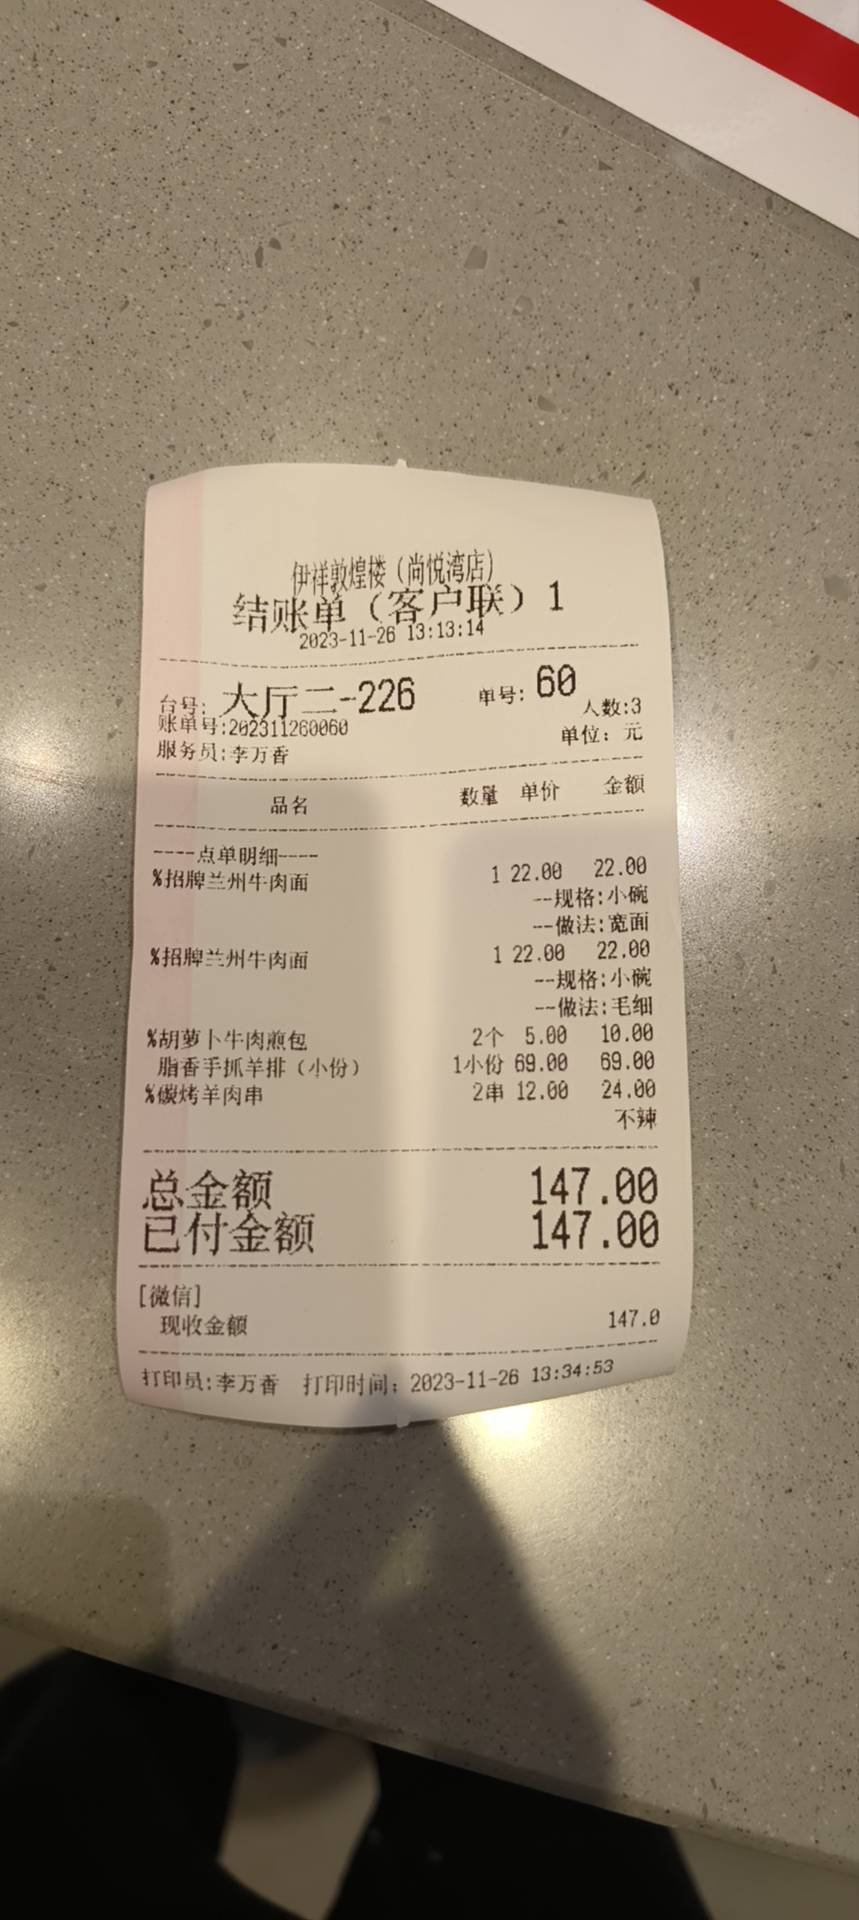 伊祥敦煌楼（尚悦湾店）
结账单（客户联）1
2023-11-26 13:13:14
台号: 大厅二-226 单号: 60
人数:3
账单号:202311260060
单位: 元
服务员:李万香
品名 数量 单价 金额
----点单明细----
%招牌兰州牛肉面 1 22.00 22.00
--规格:小碗
--做法:宽面
%招牌兰州牛肉面 1 22.00 22.00
--规格:小碗
--做法:毛细
%胡萝卜牛肉煎包 2个 5.00 10.00
脂香手抓羊排（小份） 1小份 69.00 69.00
%碳烤羊肉串 2串 12.00 24.00
不辣
总金额 147.00
已付金额 147.00
[微信]
现收金额 147.0
打印员:李万香 打印时间: 2023-11-26 13:34:53